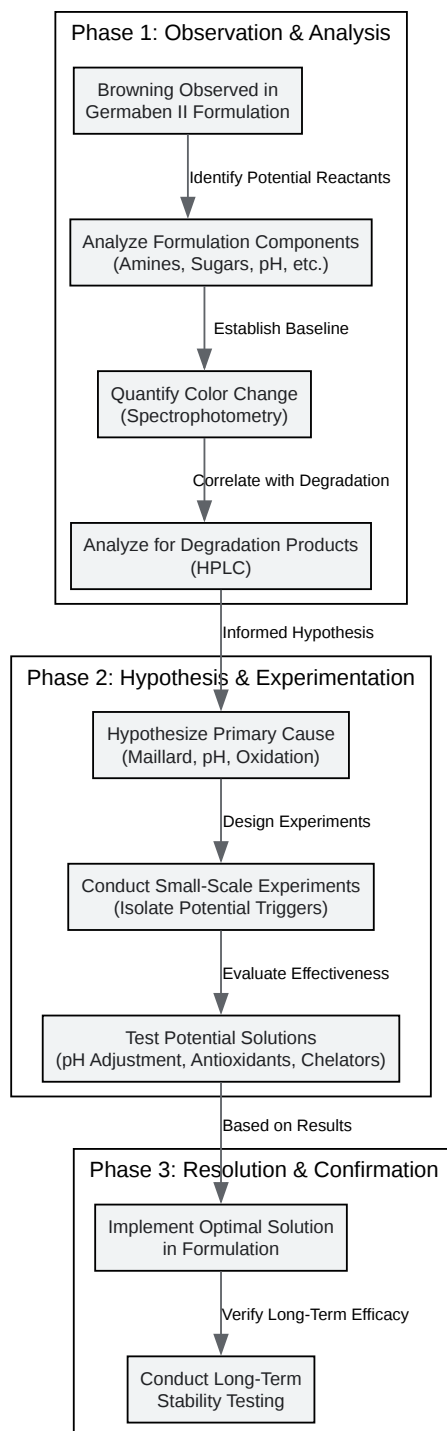 Phase 1: Observation & Analysis
Browning Observed in
Germaben II Formulation
Identify Potential Reactants
Analyze Formulation Components
(Amines, Sugars, pH, etc.)
Establish Baseline
Quantify Color Change
(Spectrophotometry)
Correlate with Degradation
Analyze for Degradation Products
(HPLC)
Informed Hypothesis
Phase 2: Hypothesis & Experimentation
Hypothesize Primary Cause
(Maillard, pH, Oxidation)
Design Experiments
Conduct Small-Scale Experiments
(Isolate Potential Triggers)
Evaluate Effectiveness
Test Potential Solutions
(pH Adjustment, Antioxidants, Chelators)
Based on Results
Phase 3: Resolution & Confirmation
Implement Optimal Solution
in Formulation
Verify Long-Term Efficacy
Conduct Long-Term
Stability Testing